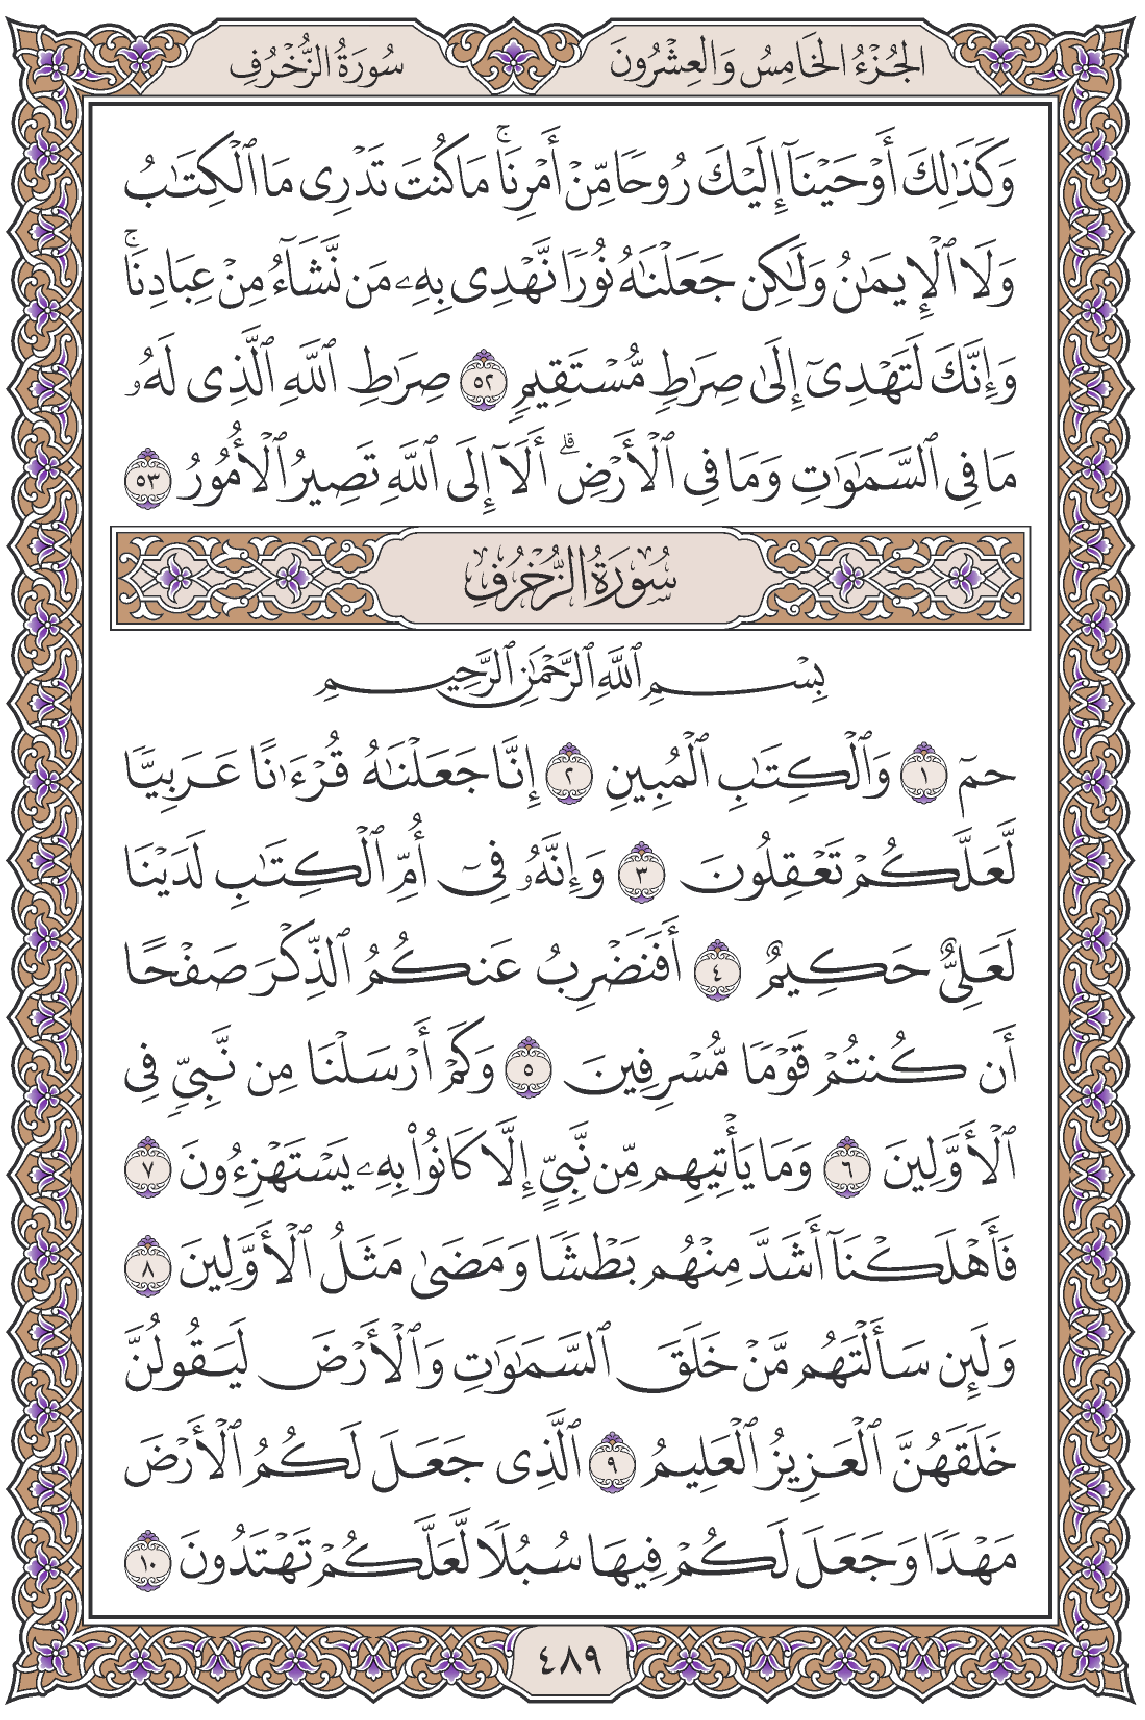 الجُزْءُ الخَامِسُ وَالعِشْرُونَ
سُورَةُ الزُّخْرُفِ
وَكَذَٰلِكَ أَوْحَيْنَآ إِلَيْكَ رُوحًا مِّنْ أَمْرِنَاۚ مَا كُنتَ تَدْرِى مَا ٱلْكِتَٰبُ
وَلَا ٱلْإِيمَٰنُ وَلَٰكِن جَعَلْنَٰهُ نُورًا نَّهْدِى بِهِۦ مَن نَّشَآءُ مِنْ عِبَادِنَاۚ
وَإِنَّكَ لَتَهْدِىٓ إِلَىٰ صِرَٰطٍ مُّسْتَقِيمٍ ٥٢ صِرَٰطِ ٱللَّهِ ٱلَّذِى لَهُۥ
مَا فِى ٱلسَّمَٰوَٰتِ وَمَا فِى ٱلْأَرْضِۗ أَلَآ إِلَى ٱللَّهِ تَصِيرُ ٱلْأُمُورُ ٥٣
سُورَةُ الزُّخْرُفِ
بِسْمِ ٱللَّهِ ٱلرَّحْمَٰنِ ٱلرَّحِيمِ
حمٓ ١ وَٱلْكِتَٰبِ ٱلْمُبِينِ ٢ إِنَّا جَعَلْنَٰهُ قُرْءَٰنًا عَرَبِيًّا
لَّعَلَّكُمْ تَعْقِلُونَ ٣ وَإِنَّهُۥ فِىٓ أُمِّ ٱلْكِتَٰبِ لَدَيْنَا
لَعَلِىٌّ حَكِيمٌ ٤ أَفَنَضْرِبُ عَنكُمُ ٱلذِّكْرَ صَفْحًا
أَن كُنتُمْ قَوْمًا مُّسْرِفِينَ ٥ وَكَمْ أَرْسَلْنَا مِن نَّبِىٍّ فِى
ٱلْأَوَّلِينَ ٦ وَمَا يَأْتِيهِم مِّن نَّبِىٍّ إِلَّا كَانُوا۟ بِهِۦ يَسْتَهْزِءُونَ ٧
فَأَهْلَكْنَآ أَشَدَّ مِنْهُم بَطْشًا وَمَضَىٰ مَثَلُ ٱلْأَوَّلِينَ ٨
وَلَئِن سَأَلْتَهُم مَّنْ خَلَقَ ٱلسَّمَٰوَٰتِ وَٱلْأَرْضَ لَيَقُولُنَّ
خَلَقَهُنَّ ٱلْعَزِيزُ ٱلْعَلِيمُ ٩ ٱلَّذِى جَعَلَ لَكُمُ ٱلْأَرْضَ
مَهْدًا وَجَعَلَ لَكُمْ فِيهَا سُبُلًا لَّعَلَّكُمْ تَهْتَدُونَ ١٠
٤٨٩